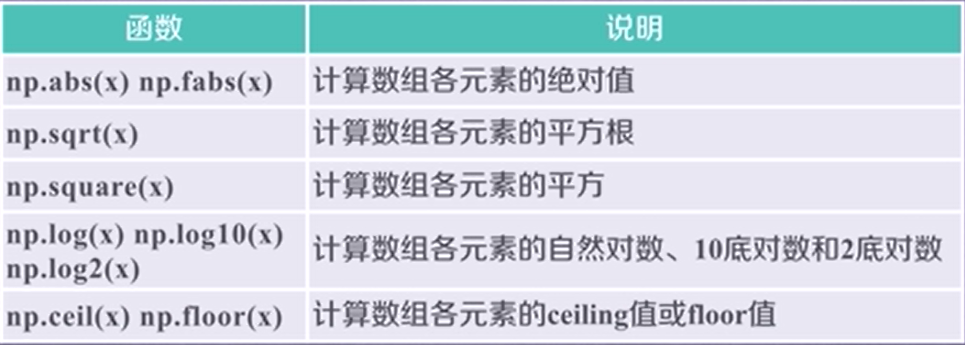 函数 说明
np.abs(x) np.fabs(x) 计算数组各元素的绝对值
np.sqrt(x) 计算数组各元素的平方根
np.square(x) 计算数组各元素的平方
np.log(x) np.log10(x)
np.log2(x)
计算数组各元素的自然对数、10底对数和2底对数
np.ceil(x) np.floor(x) 计算数组各元素的ceiling值或floor值